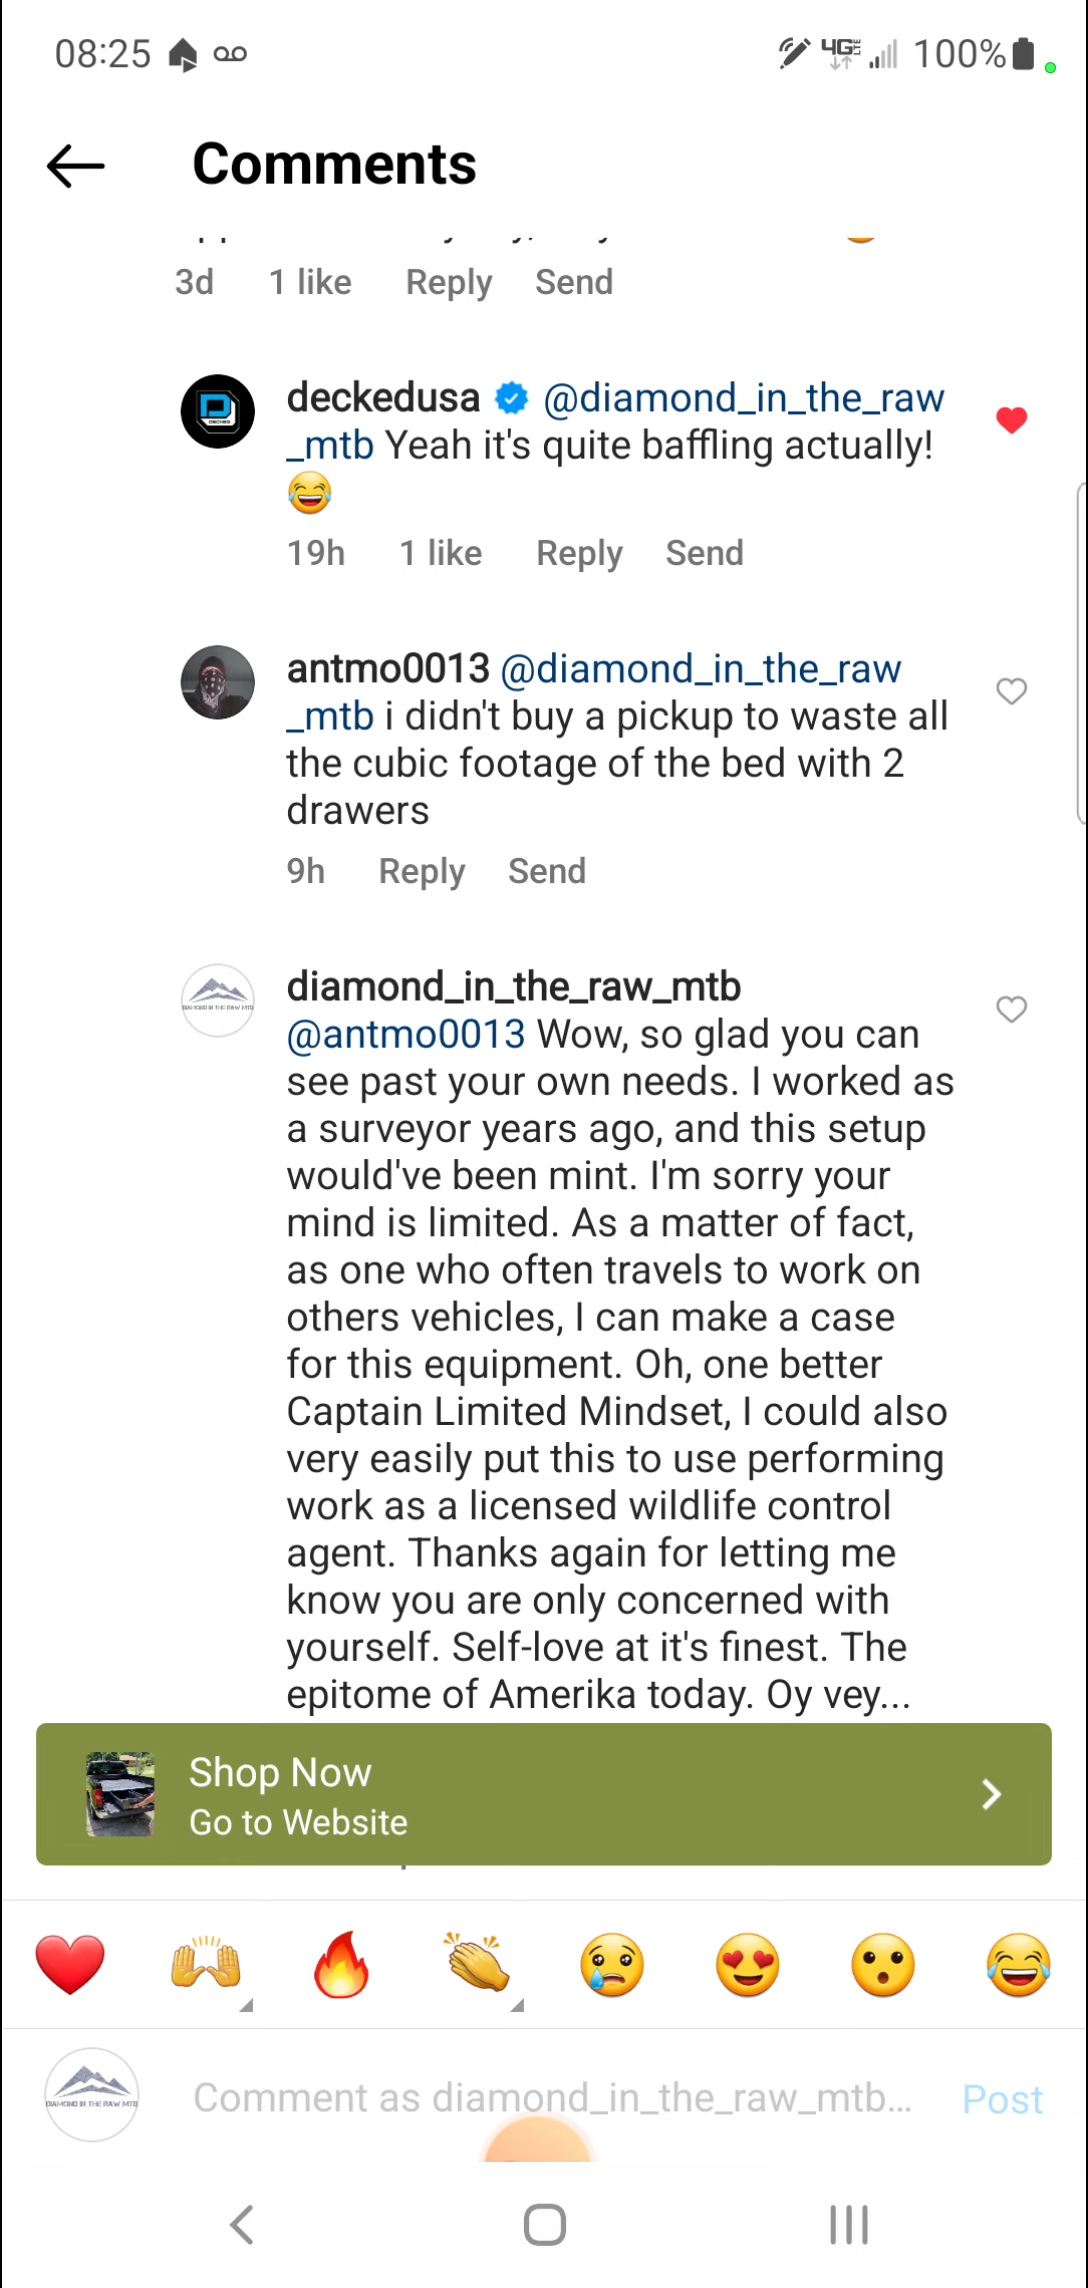 08:25 4G 100%
Comments
3d 1 like Reply Send
deckedusa @diamond_in_the_raw
_mtb Yeah it's quite baffling actually!
😂
19h 1 like Reply Send
antmo0013 @diamond_in_the_raw
_mtb i didn't buy a pickup to waste all
the cubic footage of the bed with 2
drawers
9h Reply Send
diamond_in_the_raw_mtb
@antmo0013 Wow, so glad you can
see past your own needs. I worked as
a surveyor years ago, and this setup
would've been mint. I'm sorry your
mind is limited. As a matter of fact,
as one who often travels to work on
others vehicles, I can make a case
for this equipment. Oh, one better
Captain Limited Mindset, I could also
very easily put this to use performing
work as a licensed wildlife control
agent. Thanks again for letting me
know you are only concerned with
yourself. Self-love at it's finest. The
epitome of Amerika today. Oy vey...
Shop Now
Go to Website
DIAMOND IN THE RAW MTB
Comment as diamond_in_the_raw_mtb... Post